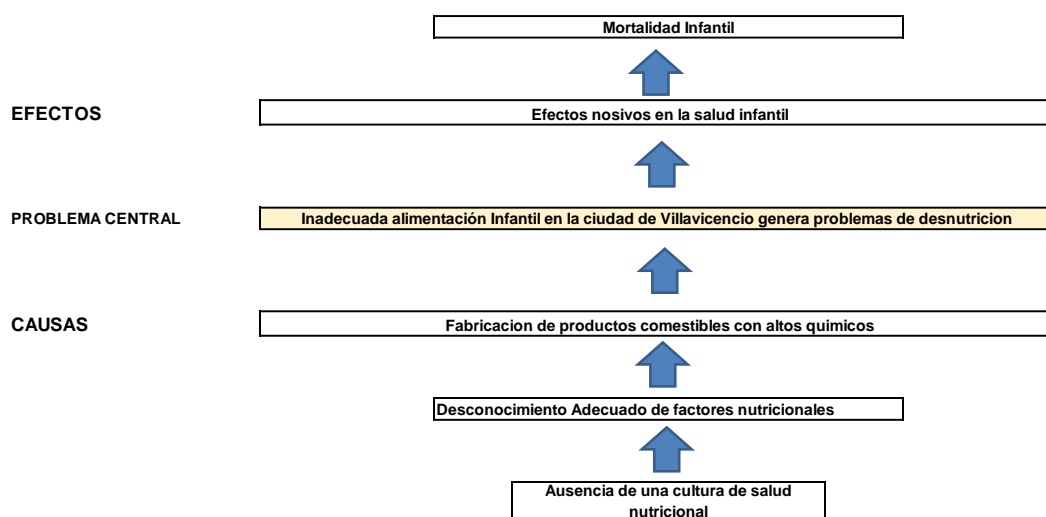 Mortalidad Infantil
EFECTOS
Efectos nosivos en la salud infantil
PROBLEMA CENTRAL
Inadecuada alimentación Infantil en la ciudad de Villavicencio genera problemas de desnutricion
CAUSAS
Fabricacion de productos comestibles con altos quimicos
Desconocimiento Adecuado de factores nutricionales
Ausencia de una cultura de salud
nutricional